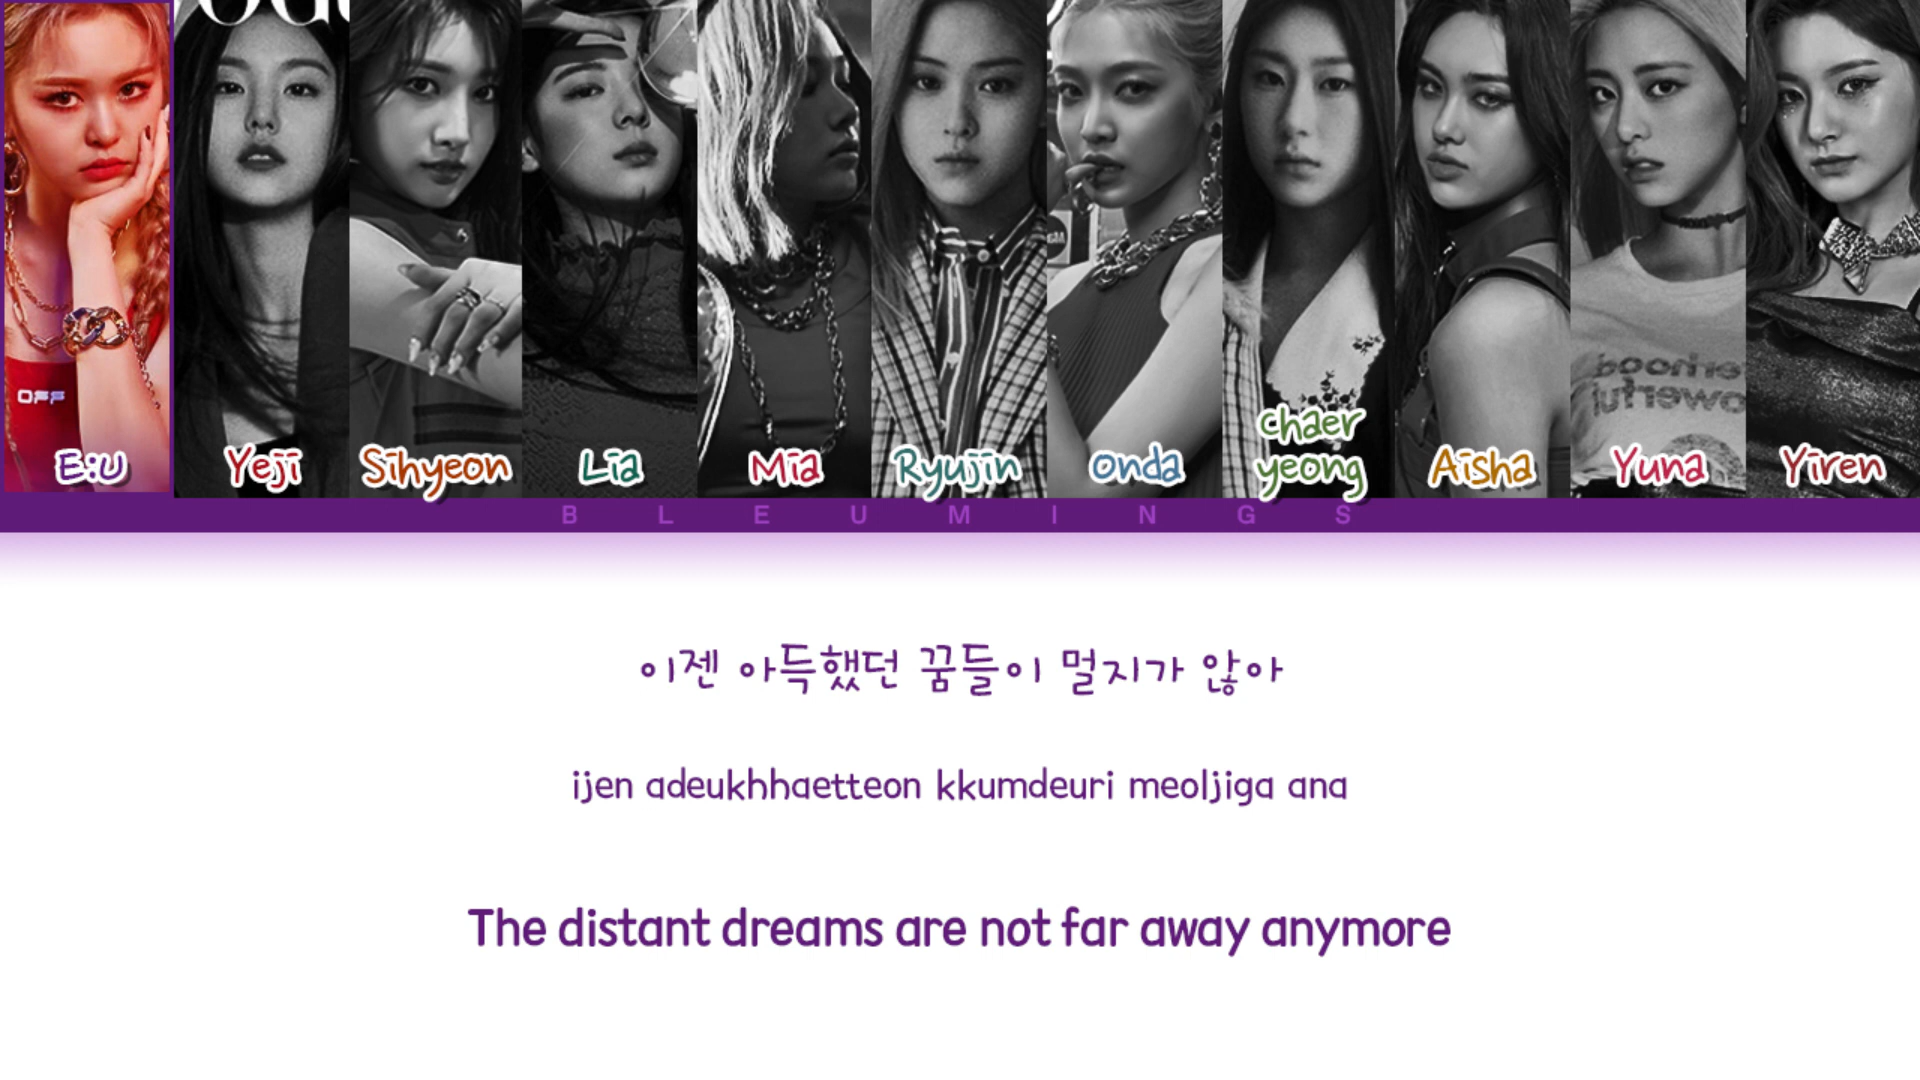 OFF
E:U
Yeji
Sihyeon
Lia
Mia
Ryujin
Onda
chaer
yeong
Aisha
Yuna
Yiren
B L E U M I N G S
이젠 아득했던 꿈들이 멀지가 않아
ijen adeukhhaetteon kkumdeuri meoljiga ana
The distant dreams are not far away anymore